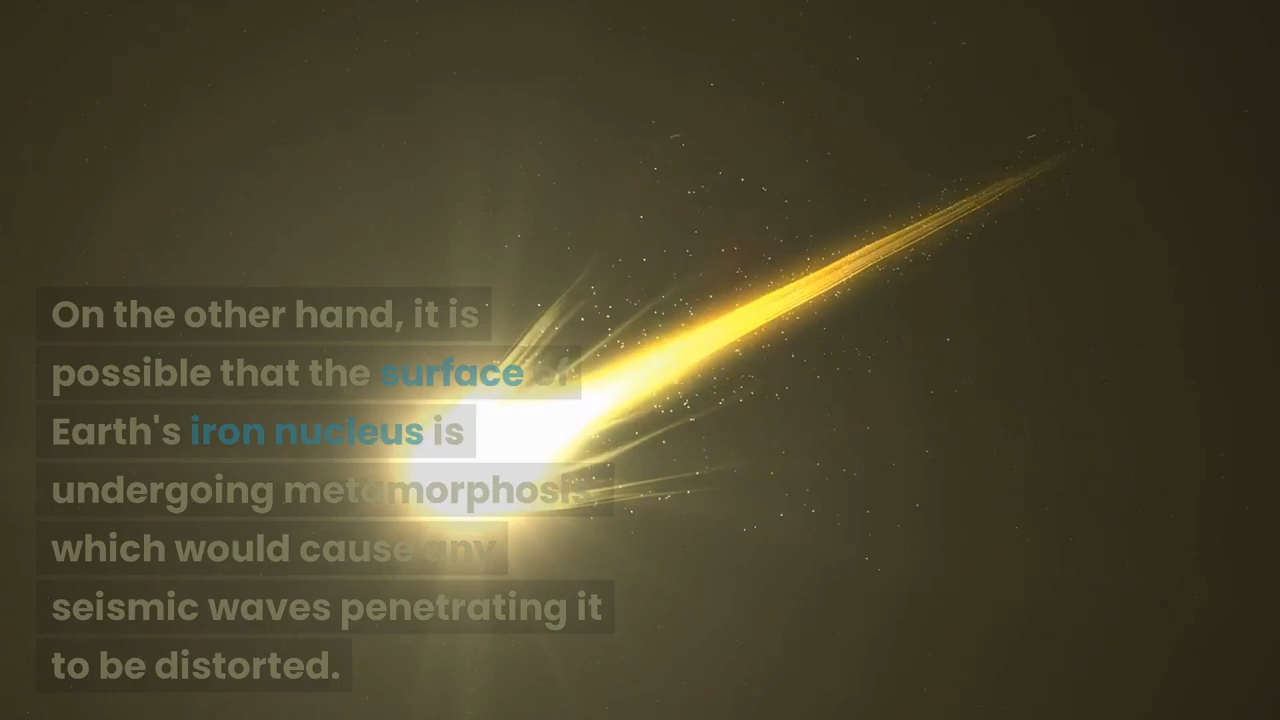 On the other hand, it is
possible that the surface of
Earth's iron nucleus is
undergoing metamorphosis
which would cause any
seismic waves penetrating it
to be distorted.